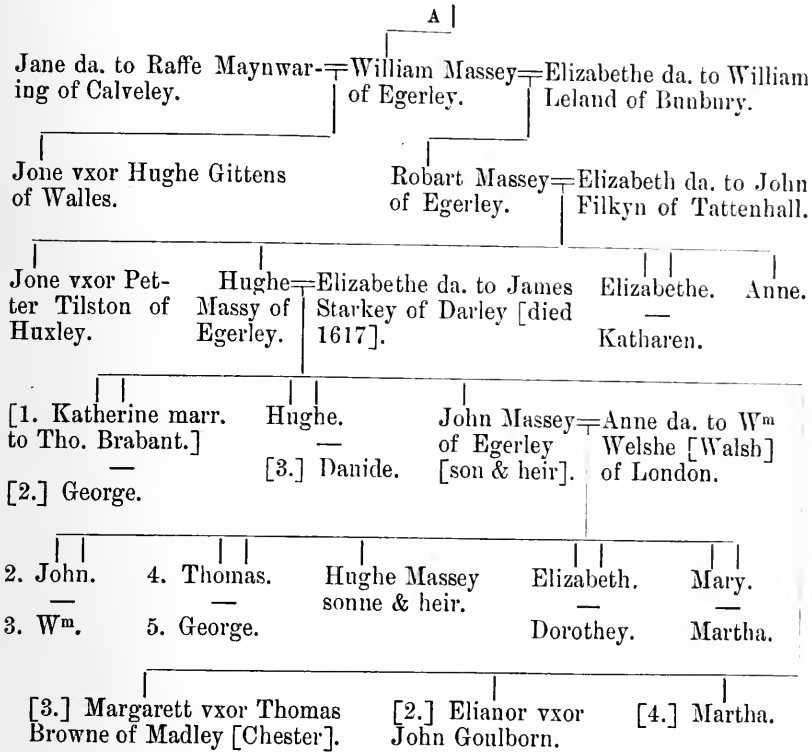 A
Jane da. to Raffe Maynwar-=William Massey=Elizabethe da. to William
ing of Calveley. of Egerley. Leland of Bunbury.
Jone vxor Hughe Gittens Robart Massey=Elizabeth da. to John
of Walles. of Egerley. Filkyn of Tattenhall.
Jone vxor Pet- Hughe=Elizabethe da. to James Elizabethe. Anne.
ter Tilston of Massy of Starkey of Darley [died —
Huxley. Egerley. 1617]. Katharen.
[1. Katherine marr. Hughe. John Massey=Anne da. to Wm
to Tho. Brabant.] — of Egerley Welshe [Walsh]
— [3.] Danide. [son & heir]. of London.
[2.] George.
2. John. 4. Thomas. Hughe Massey Elizabeth. Mary.
— — sonne & heir. — —
3. Wm. 5. George. Dorothey. Martha.
[3.] Margarett vxor Thomas [2.] Elianor vxor [4.] Martha.
Browne of Madley [Chester]. John Goulborn.